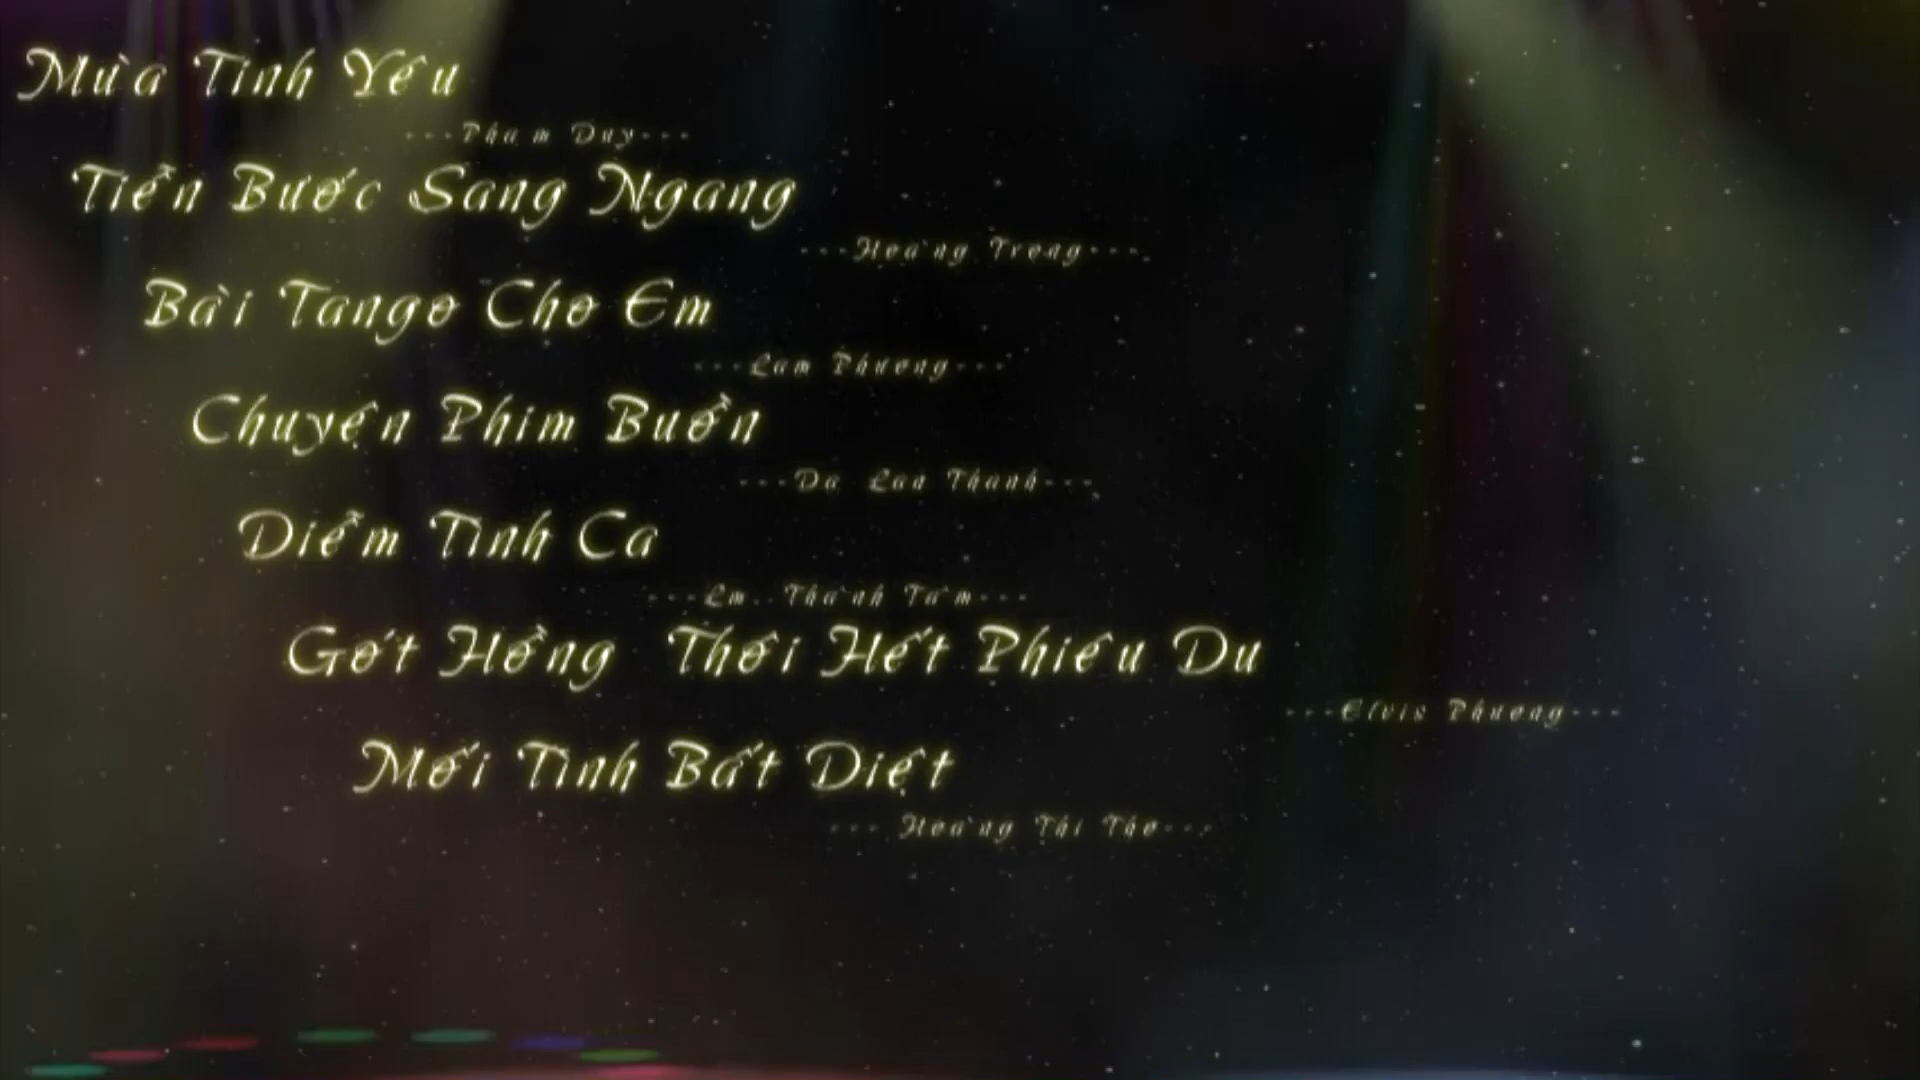 Mùa Tình Yêu
---Phạm Duy---
Tiễn Bước Sang Ngang
---Hoàng Trọng---
Bài Tango Cho Em
---Lam Phương---
Chuyện Phim Buồn
---Dạ Lan Thanh---
Diễm Tình Ca
---Lm. Thành Tâm---
Gót Hồng Thôi Hết Phiêu Du
---Elvis Phương---
Mối Tình Bất Diệt
--- Hoàng Thi Thơ---